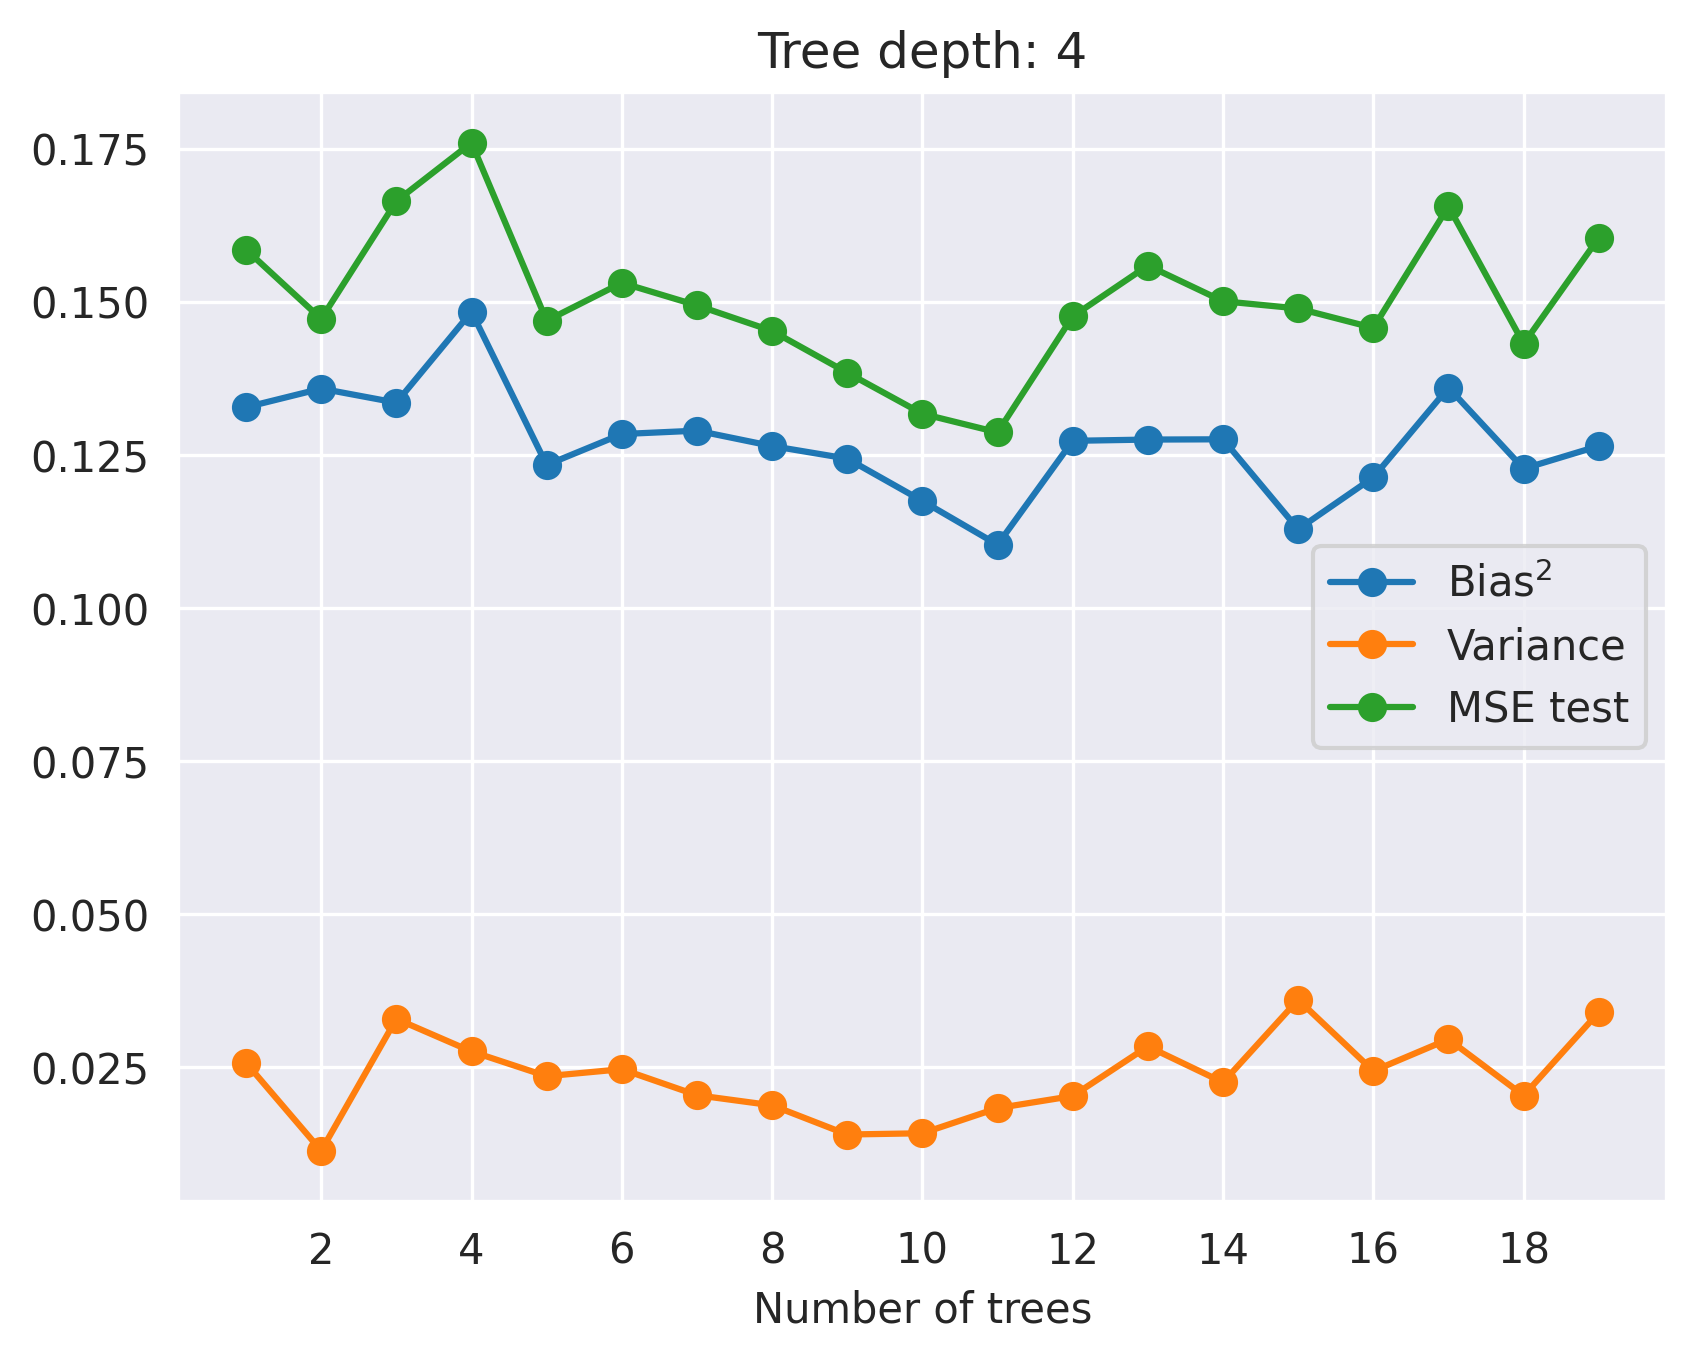 Tree depth: 4
0.175
0.150
0.125
0.100
0.075
0.050
0.025
Bias²
Variance
MSE test
2 4 6 8 10 12 14 16 18
Number of trees